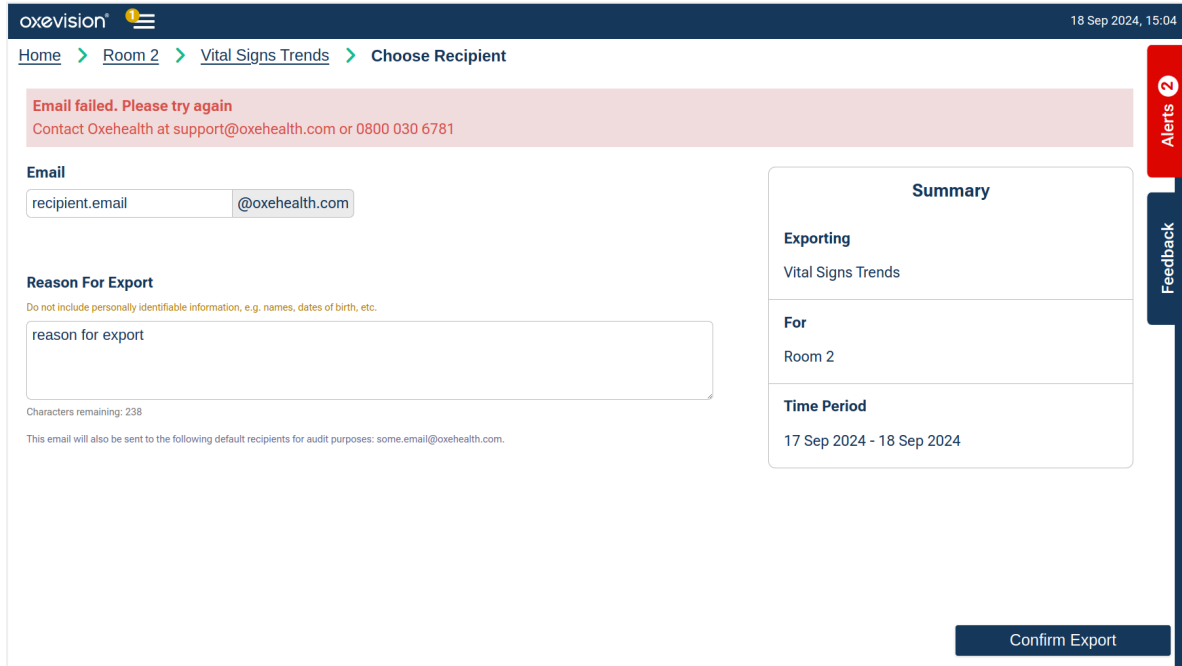 oxevision®
1
18 Sep 2024, 15:04
Home > Room 2 > Vital Signs Trends > Choose Recipient
Alerts 2
Email failed. Please try again
Contact Oxehealth at support@oxehealth.com or 0800 030 6781
Email
recipient.email @oxehealth.com
Reason For Export
Do not include personally identifiable information, e.g. names, dates of birth, etc.
reason for export
Characters remaining: 238
This email will also be sent to the following default recipients for audit purposes: some.email@oxehealth.com.
Summary
Exporting
Vital Signs Trends
For
Room 2
Time Period
17 Sep 2024 - 18 Sep 2024
Feedback
Confirm Export